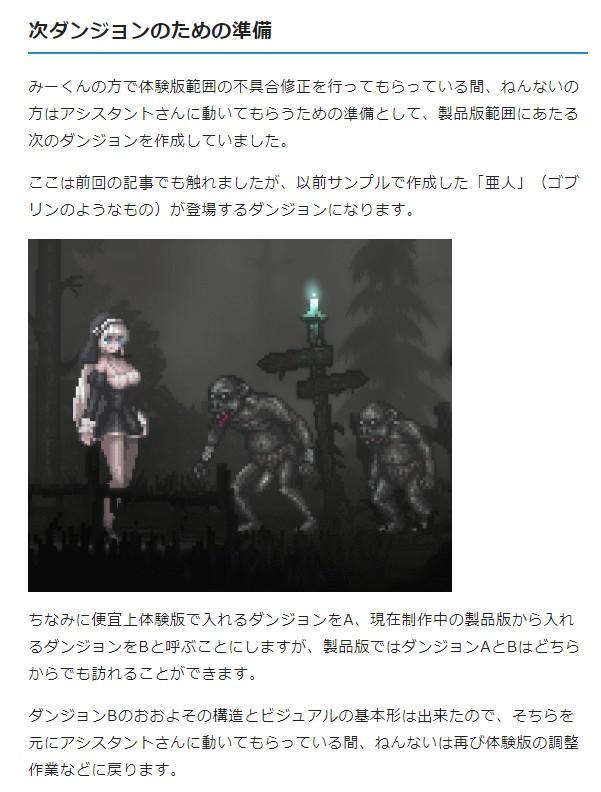 次ダンジョンのための準備
みーくんの方で体験版範囲の不具合修正を行ってもらっている間、ねんないの
方はアシスタントさんに動いてもらうための準備として、製品版範囲にあたる
次のダンジョンを作成していました。
ここは前回の記事でも触れましたが、以前サンプルで作成した「亜人」（ゴブ
リンのようなもの）が登場するダンジョンになります。
ちなみに便宜上体験版で入れるダンジョンをA、現在制作中の製品版から入れ
るダンジョンをBと呼ぶことにしますが、製品版ではダンジョンAとBはどちら
からでも訪れることができます。
ダンジョンBのおおよその構造とビジュアルの基本形は出来たので、そちらを
元にアシスタントさんに動いてもらっている間、ねんないは再び体験版の調整
作業などに戻ります。